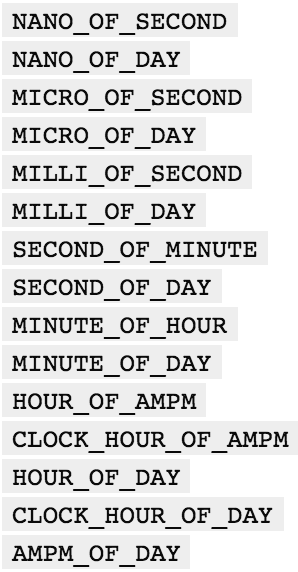 NANO_OF_SECOND
NANO_OF_DAY
MICRO_OF_SECOND
MICRO_OF_DAY
MILLI_OF_SECOND
MILLI_OF_DAY
SECOND_OF_MINUTE
SECOND_OF_DAY
MINUTE_OF_HOUR
MINUTE_OF_DAY
HOUR_OF_AMPM
CLOCK_HOUR_OF_AMPM
HOUR_OF_DAY
CLOCK_HOUR_OF_DAY
AMPM_OF_DAY